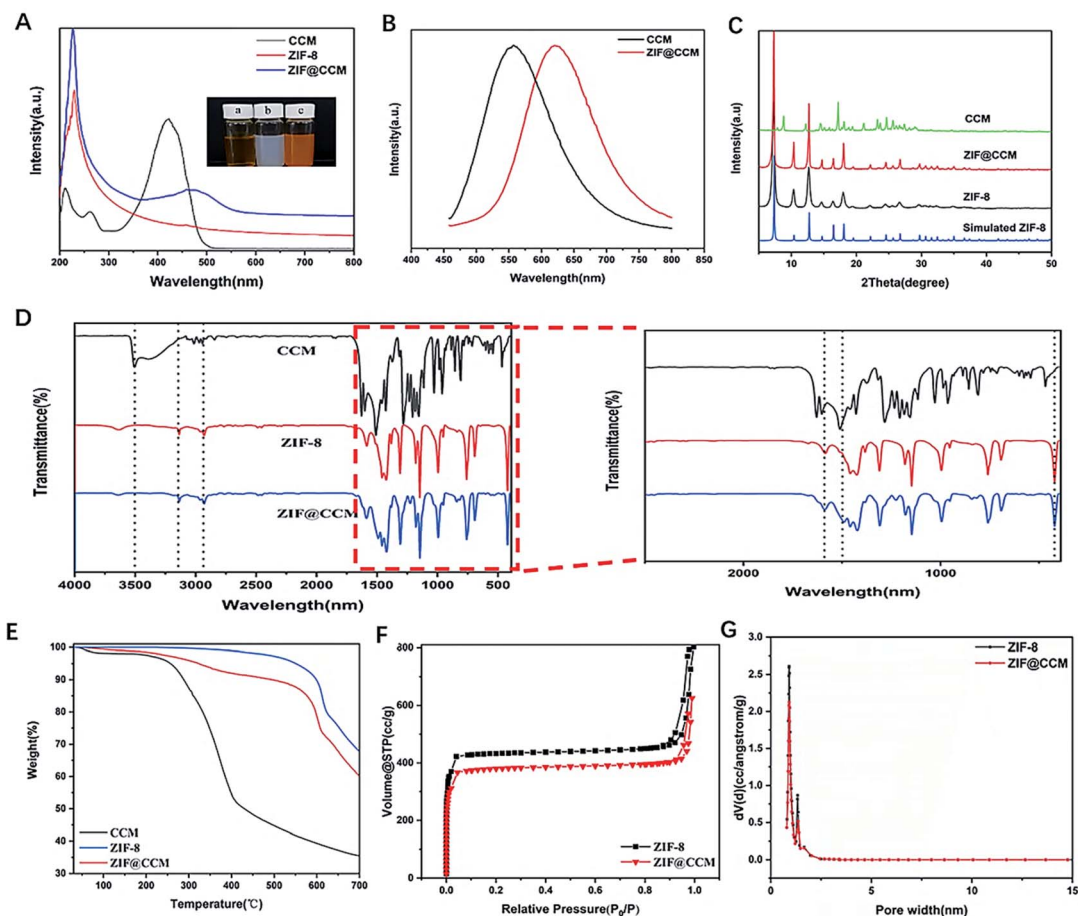 A
CCM
ZIF-8
ZIF@CCM
a b c
Intensity(a.u.)
200 300 400 500 600 700 800
Wavelength(nm)
B
CCM
ZIF@CCM
Intensity(a.u.)
400 450 500 550 600 650 700 750 800 850
Wavelength(nm)
C
CCM
ZIF@CCM
ZIF-8
Simulated ZIF-8
Intensity(a.u)
10 20 30 40 50
2Theta(degree)
D
CCM
ZIF-8
ZIF@CCM
Transmittance(%)
4000 3500 3000 2500 2000 1500 1000 500
Wavelength(nm)
Transmittance(%)
2000 1000
Wavelength(nm)
E
100
95
90
85
80
75
70
65
60
55
50
45
40
35
30
Weight(%)
CCM
ZIF-8
ZIF@CCM
100 200 300 400 500 600 700
Temperature(℃)
F
800
600
400
200
0
Volume@STP(cc/g)
ZIF-8
ZIF@CCM
0.0 0.2 0.4 0.6 0.8 1.0
Relative Pressure(P0/P)
G
3.0
2.5
2.0
1.5
1.0
0.5
0.0
dV(d)(cc/angstrom/g)
ZIF-8
ZIF@CCM
0 5 10 15
Pore width(nm)